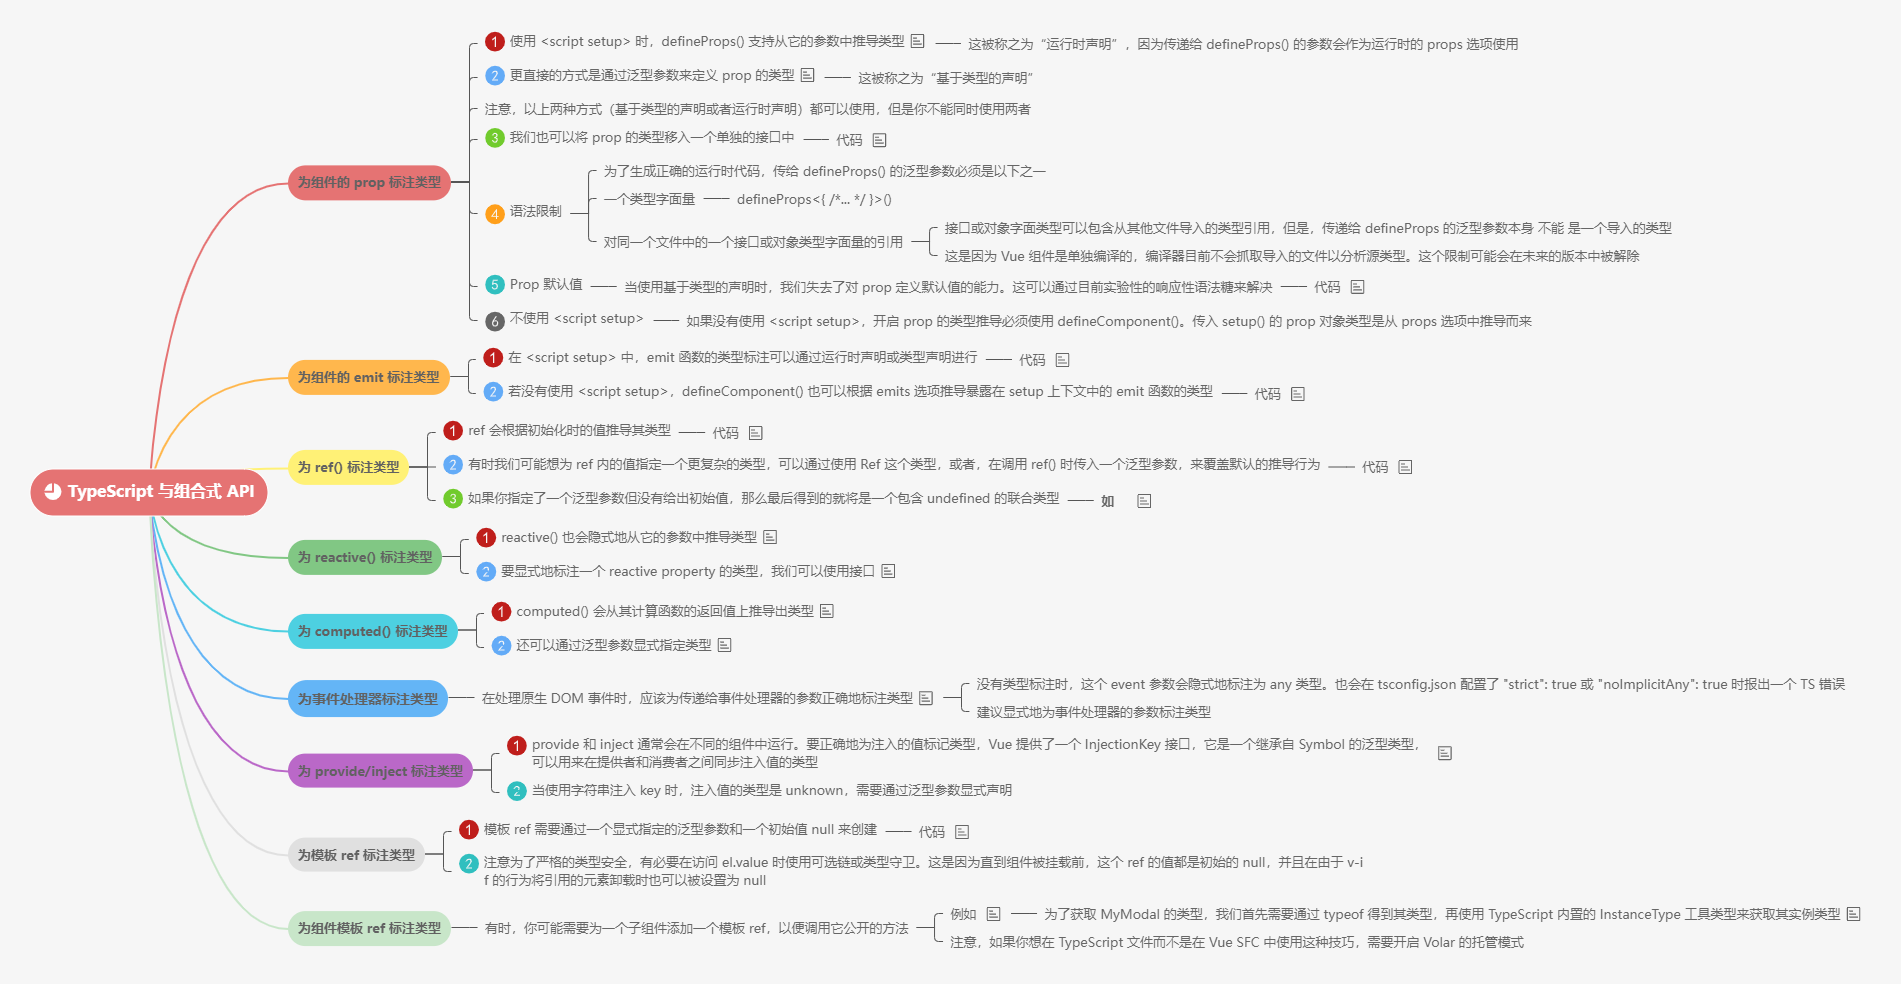 TypeScript 与组合式 API
为组件的 prop 标注类型
1 使用 <script setup> 时，defineProps() 支持从它的参数中推导类型
这被称之为“运行时声明”，因为传递给 defineProps() 的参数会作为运行时的 props 选项使用
2 更直接的方式是通过泛型参数来定义 prop 的类型
这被称之为“基于类型的声明”
注意，以上两种方式（基于类型的声明或者运行时声明）都可以使用，但是你不能同时使用两者
3 我们也可以将 prop 的类型移入一个单独的接口中
代码
4 语法限制
为了生成正确的运行时代码，传给 defineProps() 的泛型参数必须是以下之一
一个类型字面量
defineProps<{ /*... */ }>()
对同一个文件中的一个接口或对象类型字面量的引用
接口或对象字面类型可以包含从其他文件导入的类型引用，但是，传递给 defineProps 的泛型参数本身 不能 是一个导入的类型
这是因为 Vue 组件是单独编译的，编译器目前不会抓取导入的文件以分析源类型。这个限制可能会在未来的版本中被解除
5 Prop 默认值
当使用基于类型的声明时，我们失去了对 prop 定义默认值的能力。这可以通过目前实验性的响应性语法糖来解决
代码
6 不使用 <script setup>
如果没有使用 <script setup>，开启 prop 的类型推导必须使用 defineComponent()。传入 setup() 的 prop 对象类型是从 props 选项中推导而来
为组件的 emit 标注类型
1 在 <script setup> 中，emit 函数的类型标注可以通过运行时声明或类型声明进行
代码
2 若没有使用 <script setup>，defineComponent() 也可以根据 emits 选项推导暴露在 setup 上下文中的 emit 函数的类型
代码
为 ref() 标注类型
1 ref 会根据初始化时的值推导其类型
代码
2 有时我们可能想为 ref 内的值指定一个更复杂的类型，可以通过使用 Ref 这个类型，或者，在调用 ref() 时传入一个泛型参数，来覆盖默认的推导行为
代码
3 如果你指定了一个泛型参数但没有给出初始值，那么最后得到的就将是一个包含 undefined 的联合类型
如
为 reactive() 标注类型
1 reactive() 也会隐式地从它的参数中推导类型
2 要显式地标注一个 reactive property 的类型，我们可以使用接口
为 computed() 标注类型
1 computed() 会从其计算函数的返回值上推导出类型
2 还可以通过泛型参数显式指定类型
为事件处理器标注类型
在处理原生 DOM 事件时，应该为传递给事件处理器的参数正确地标注类型
没有类型标注时，这个 event 参数会隐式地标注为 any 类型。也会在 tsconfig.json 配置了 "strict": true 或 "noImplicitAny": true 时报出一个 TS 错误
建议显式地为事件处理器的参数标注类型
为 provide/inject 标注类型
1 provide 和 inject 通常会在不同的组件中运行。要正确地为注入的值标记类型，Vue 提供了一个 InjectionKey 接口，它是一个继承自 Symbol 的泛型类型，
可以用来在提供者和消费者之间同步注入值的类型
2 当使用字符串注入 key 时，注入值的类型是 unknown，需要通过泛型参数显式声明
为模板 ref 标注类型
1 模板 ref 需要通过一个显式指定的泛型参数和一个初始值 null 来创建
代码
2 注意为了严格的类型安全，有必要在访问 el.value 时使用可选链或类型守卫。这是因为直到组件被挂载前，这个 ref 的值都是初始的 null，并且在由于 v-i
f 的行为将引用的元素卸载时也可以被设置为 null
为组件模板 ref 标注类型
有时，你可能需要为一个子组件添加一个模板 ref，以便调用它公开的方法
例如
为了获取 MyModal 的类型，我们首先需要通过 typeof 得到其类型，再使用 TypeScript 内置的 InstanceType 工具类型来获取其实例类型
注意，如果你想在 TypeScript 文件而不是在 Vue SFC 中使用这种技巧，需要开启 Volar 的托管模式